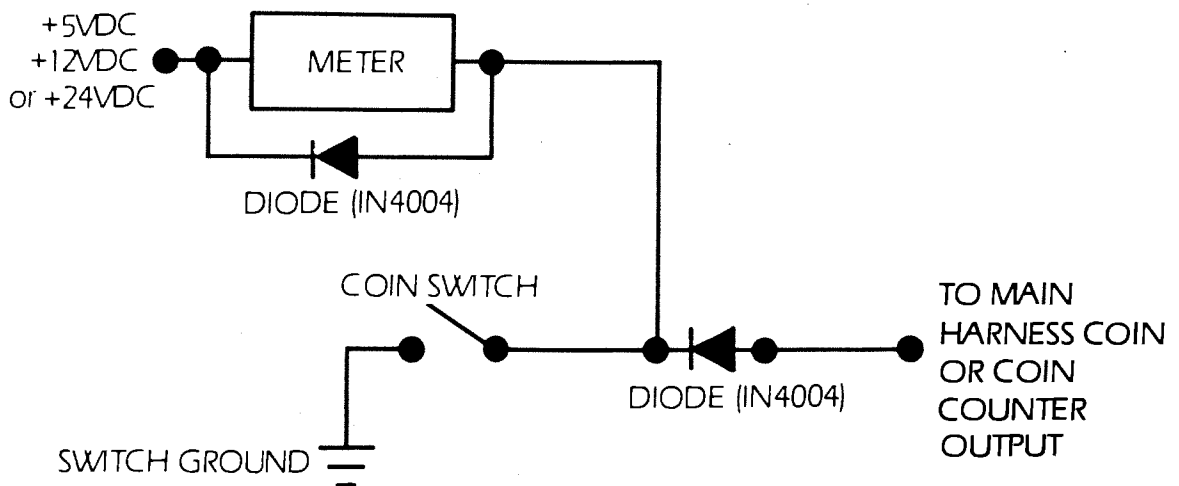 +5VDC
+12VDC
or +24VDC
METER
DIODE (IN4004)
COIN SWITCH
TO MAIN
HARNESS COIN
OR COIN
COUNTER
OUTPUT
DIODE (IN4004)
SWITCH GROUND